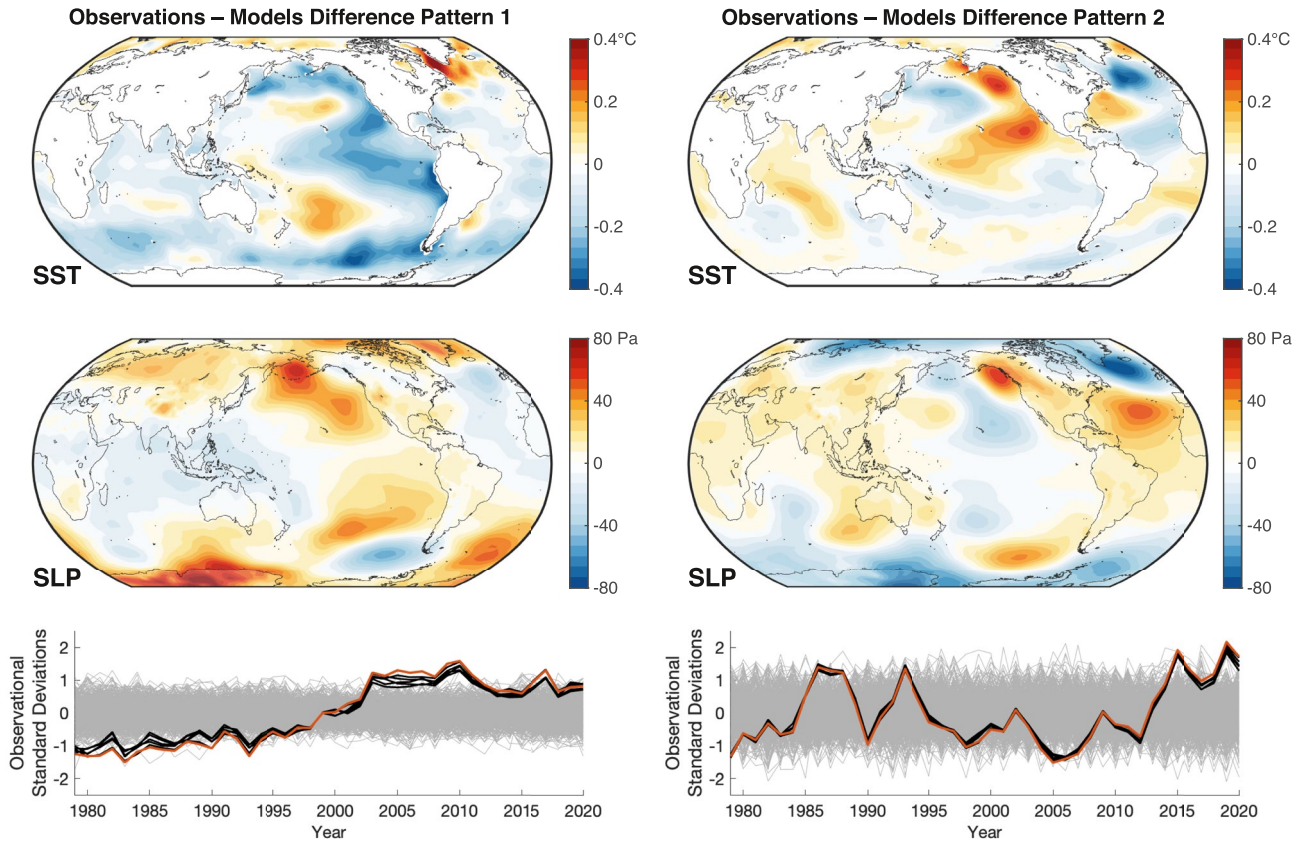 Observations – Models Difference Pattern 1
0.4°C
0.2
0
-0.2
-0.4
SST
80 Pa
40
0
-40
-80
SLP
Observational
Standard Deviations
2
1
0
-1
-2
1980 1985 1990 1995 2000 2005 2010 2015 2020
Year
Observations – Models Difference Pattern 2
0.4°C
0.2
0
-0.2
-0.4
SST
80 Pa
40
0
-40
-80
SLP
Observational
Standard Deviations
2
1
0
-1
-2
1980 1985 1990 1995 2000 2005 2010 2015 2020
Year